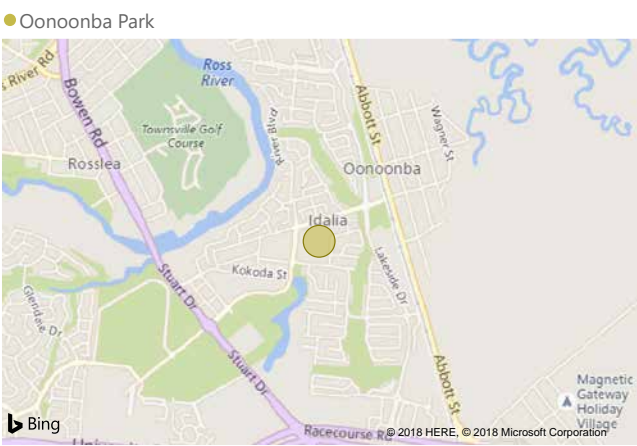 Oonoonba Park
Ross
River
s River Rd
Bowen Rd
Abbott St
Wagner St
Townsville Golf
Course
River Blvd
Rosslea
Oonoonba
Idalia
Kokoda St
Lakeside Dr
Stuart Dr
Glendale Dr
Stuart Dr
Abbott St
Magnetic
Gateway
Holiday
Village
Bing
Racecourse Rd
© 2018 HERE, © 2018 Microsoft Corporation